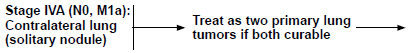 Stage IVA (N0, M1a):
Contralateral lung
(solitary nodule)
Treat as two primary lung
tumors if both curable